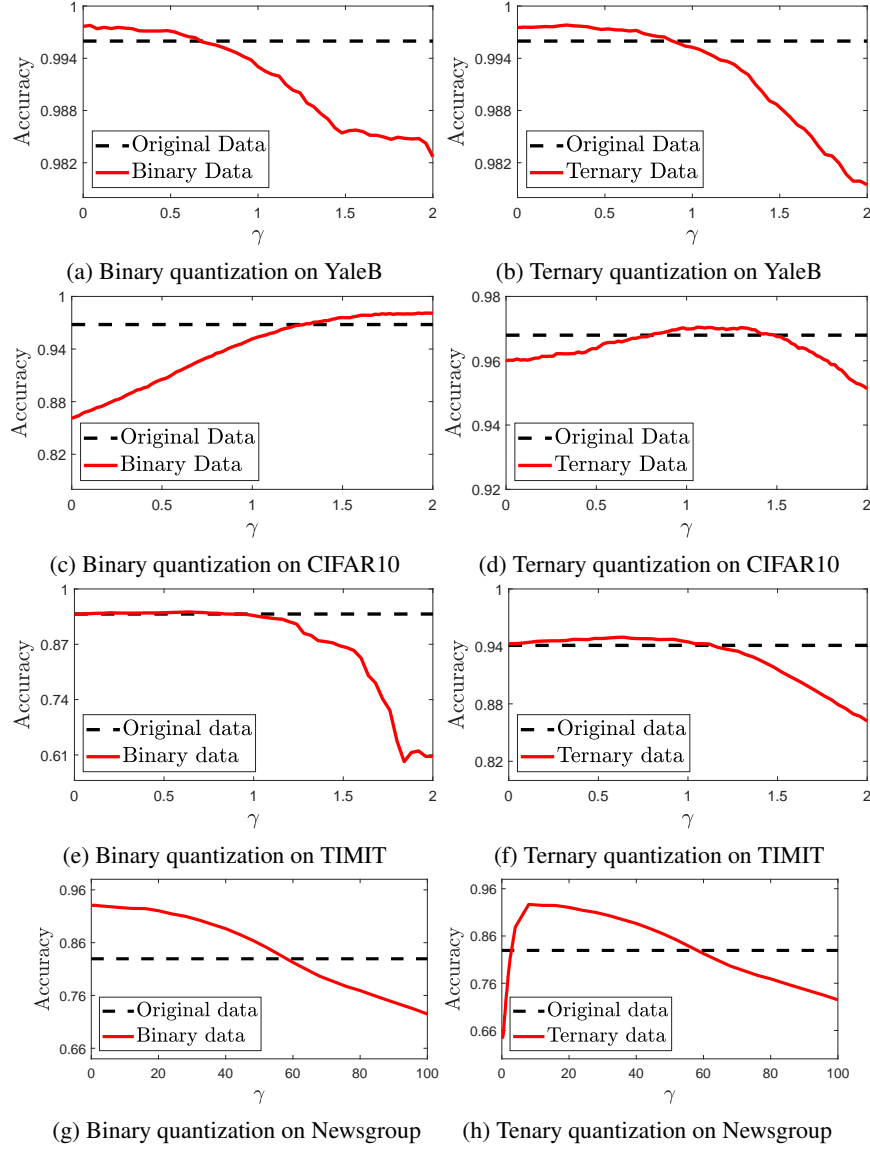 1
0.994
0.988
0.982
Accuracy
Original Data
Binary Data
0 0.5 1 1.5 2
γ
(a) Binary quantization on YaleB
1
0.994
0.988
0.982
Accuracy
Original Data
Ternary Data
0 0.5 1 1.5 2
γ
(b) Ternary quantization on YaleB
1
0.94
0.88
0.82
Accuracy
Original Data
Binary Data
0 0.5 1 1.5 2
γ
(c) Binary quantization on CIFAR10
0.98
0.96
0.94
0.92
Accuracy
Original Data
Ternary Data
0 0.5 1 1.5 2
γ
(d) Ternary quantization on CIFAR10
1
0.87
0.74
0.61
Accuracy
Original data
Binary data
0 0.5 1 1.5 2
γ
(e) Binary quantization on TIMIT
1
0.94
0.88
0.82
Accuracy
Original data
Ternary data
0 0.5 1 1.5 2
γ
(f) Ternary quantization on TIMIT
0.96
0.86
0.76
0.66
Accuracy
Original data
Binary data
0 20 40 60 80 100
γ
(g) Binary quantization on Newsgroup
0.96
0.86
0.76
0.66
Accuracy
Original data
Ternary data
0 20 40 60 80 100
γ
(h) Tenary quantization on Newsgroup